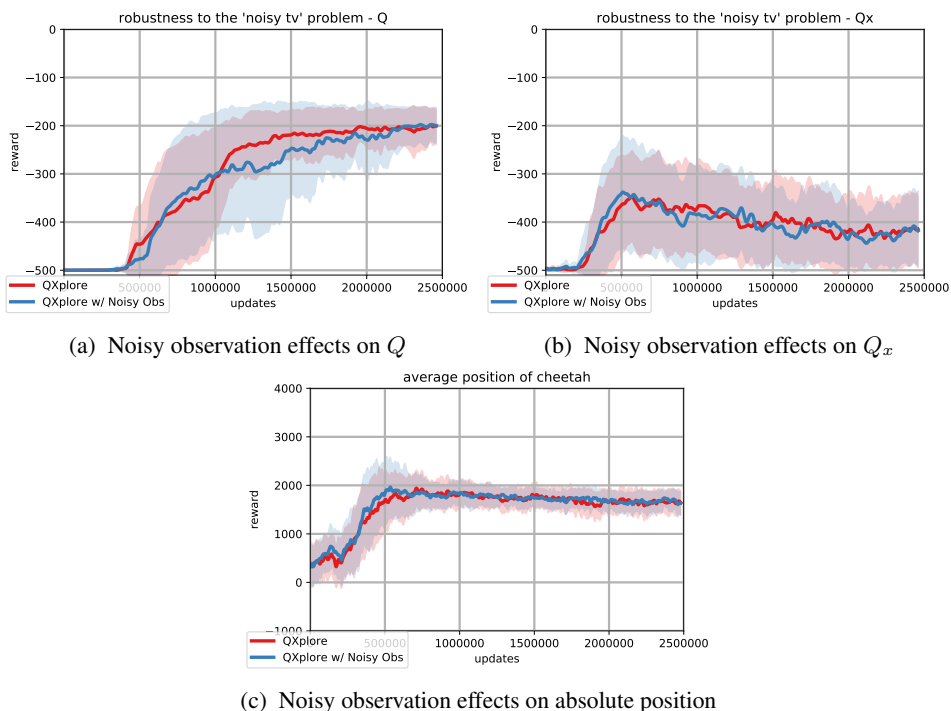 robustness to the 'noisy tv' problem - Q
0
−100
−200
−300
−400
−500
reward
500000
1000000
1500000
2000000
2500000
updates
QXplore
QXplore w/ Noisy Obs
(a) Noisy observation effects on Q
robustness to the 'noisy tv' problem - Qx
0
−100
−200
−300
−400
−500
reward
500000
1000000
1500000
2000000
2500000
updates
QXplore
QXplore w/ Noisy Obs
(b) Noisy observation effects on Qx
average position of cheetah
4000
3000
2000
1000
0
−1000
reward
500000
1000000
1500000
2000000
2500000
updates
QXplore
QXplore w/ Noisy Obs
(c) Noisy observation effects on absolute position